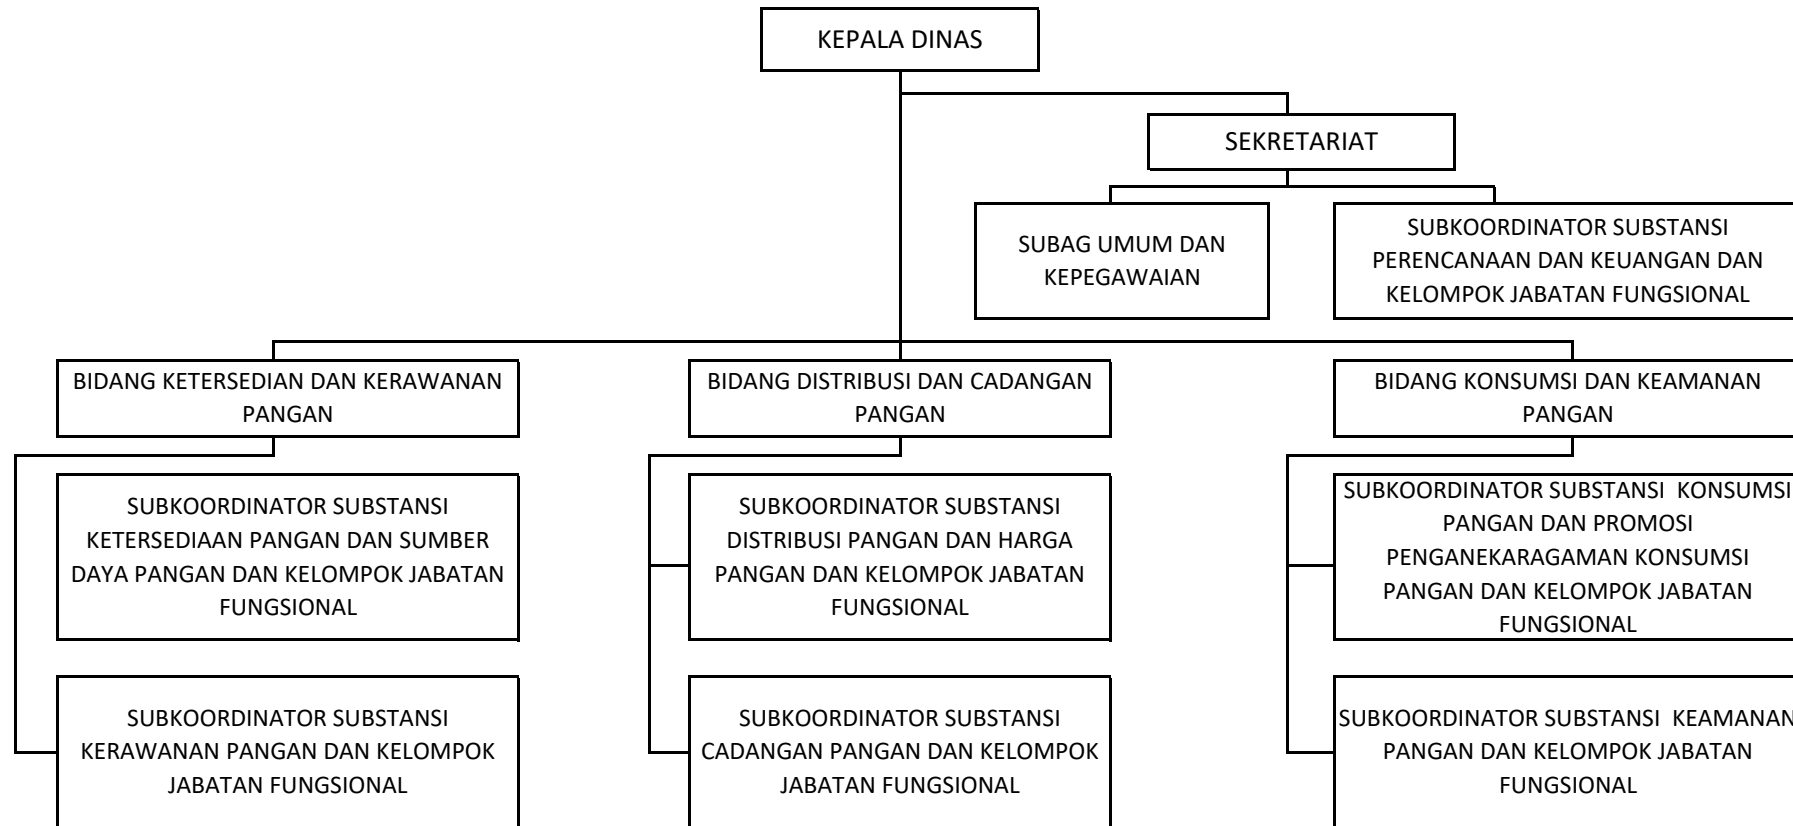 KEPALA DINAS
SEKRETARIAT
SUBAG UMUM DAN
KEPEGAWAIAN
SUBKOORDINATOR SUBSTANSI
PERENCANAAN DAN KEUANGAN DAN
KELOMPOK JABATAN FUNGSIONAL
BIDANG KETERSEDIAN DAN KERAWANAN
PANGAN
BIDANG DISTRIBUSI DAN CADANGAN
PANGAN
BIDANG KONSUMSI DAN KEAMANAN
PANGAN
SUBKOORDINATOR SUBSTANSI
KETERSEDIAAN PANGAN DAN SUMBER
DAYA PANGAN DAN KELOMPOK JABATAN
FUNGSIONAL
SUBKOORDINATOR SUBSTANSI
DISTRIBUSI PANGAN DAN HARGA
PANGAN DAN KELOMPOK JABATAN
FUNGSIONAL
SUBKOORDINATOR SUBSTANSI  KONSUMSI
PANGAN DAN PROMOSI
PENGANEKARAGAMAN KONSUMSI
PANGAN DAN KELOMPOK JABATAN
FUNGSIONAL
SUBKOORDINATOR SUBSTANSI
KERAWANAN PANGAN DAN KELOMPOK
JABATAN FUNGSIONAL
SUBKOORDINATOR SUBSTANSI
CADANGAN PANGAN DAN KELOMPOK
JABATAN FUNGSIONAL
SUBKOORDINATOR SUBSTANSI  KEAMANAN
PANGAN DAN KELOMPOK JABATAN
FUNGSIONAL